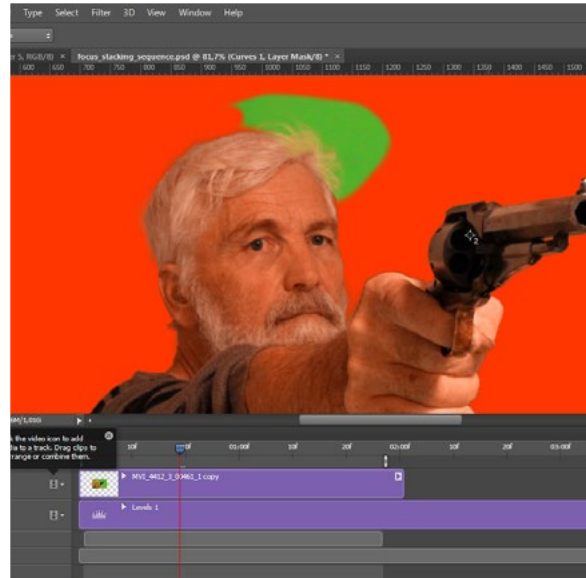 Type Select Filter 3D View Window Help
r 5, RGB/8) × focus_stacking_sequence.psd @ 81,7% (Curves 1, Layer Mask/8) * ×
600 650 700 750 800 850 900 950 1000 1050 1100 1150 1200 1250 1300 1350 1400 1450 1500
the video icon to add
to a track. Drag clips to
range or combine them.
10f 01:00f 10f 20f 02:00f 10f 20f 03:00f
copy
Levels 1